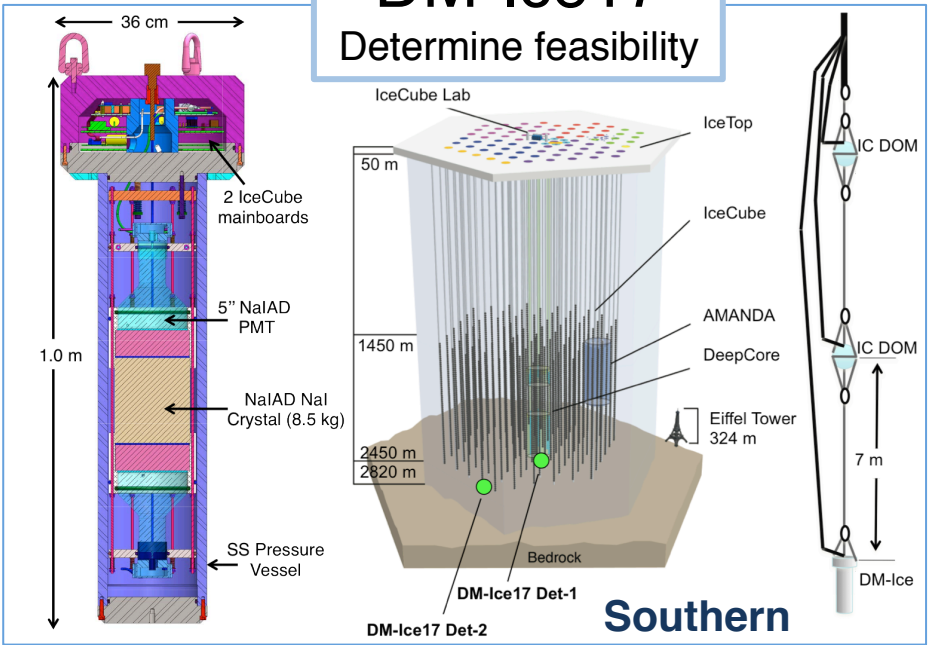 DM-Ice17
Determine feasibility
36 cm
1.0 m
2 IceCube
mainboards
5” NaIAD
PMT
NaIAD NaI
Crystal (8.5 kg)
SS Pressure
Vessel
IceCube Lab
IceTop
50 m
IceCube
1450 m
AMANDA
DeepCore
Eiffel Tower
324 m
2450 m
2820 m
Bedrock
DM-Ice17 Det-1
DM-Ice17 Det-2
IC DOM
IC DOM
7 m
DM-Ice
Southern